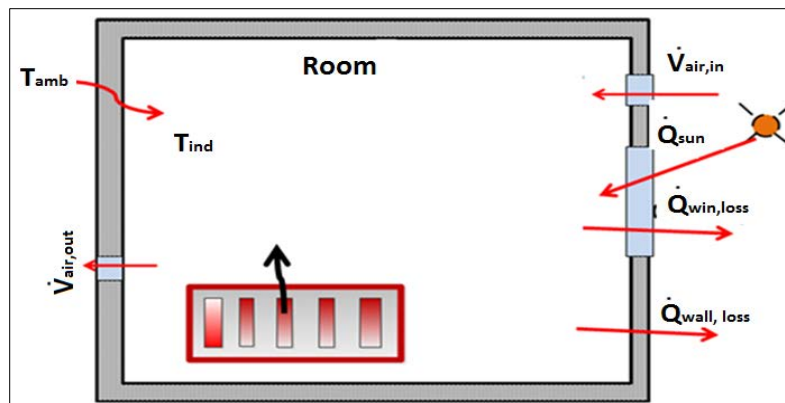 Room
V̇air,in
Tamb
Q̇sun
Tind
Q̇win,loss
V̇air,out
Q̇wall, loss